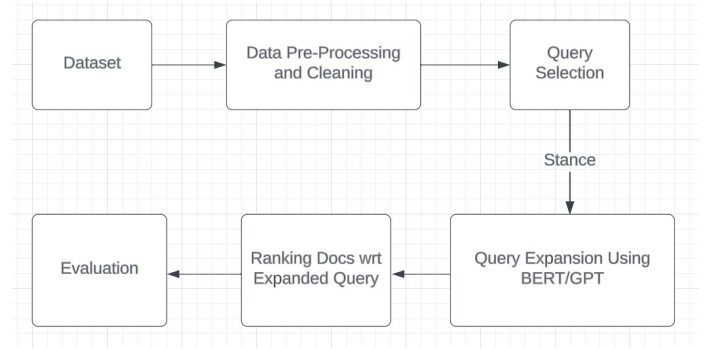 Dataset
Data Pre-Processing
and Cleaning
Query
Selection
Stance
Query Expansion Using
BERT/GPT
Ranking Docs wrt
Expanded Query
Evaluation